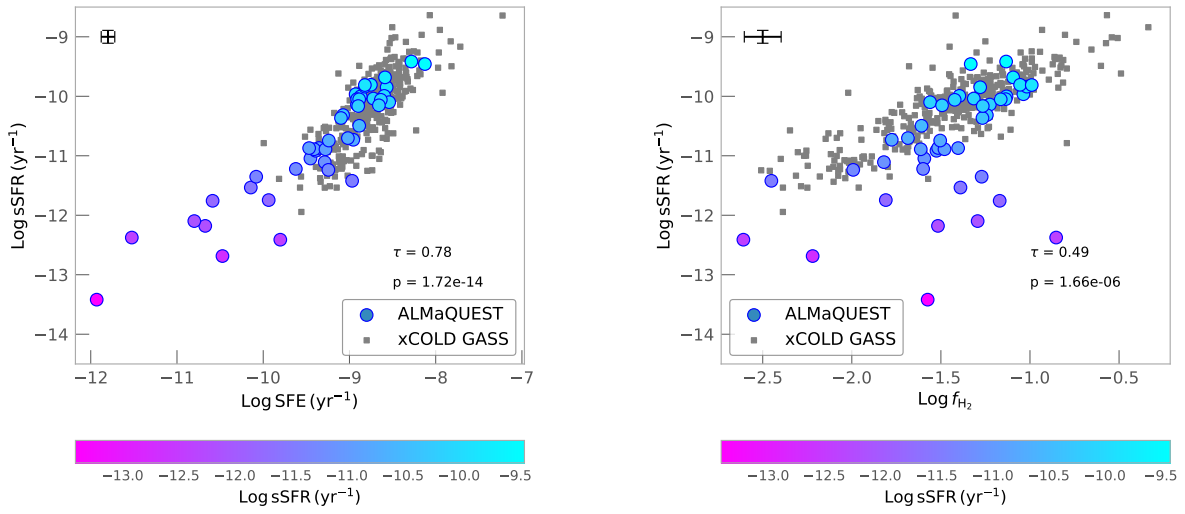 −9
−10
−11
−12
−13
−14
Log sSFR (yr⁻¹)
τ = 0.78
p = 1.72e-14
ALMaQUEST
xCOLD GASS
−12 −11 −10 −9 −8 −7
Log SFE (yr⁻¹)
−13.0 −12.5 −12.0 −11.5 −11.0 −10.5 −10.0 −9.5
Log sSFR (yr⁻¹)
−9
−10
−11
−12
−13
−14
Log sSFR (yr⁻¹)
τ = 0.49
p = 1.66e-06
ALMaQUEST
xCOLD GASS
−2.5 −2.0 −1.5 −1.0 −0.5
Log f_H₂
−13.0 −12.5 −12.0 −11.5 −11.0 −10.5 −10.0 −9.5
Log sSFR (yr⁻¹)